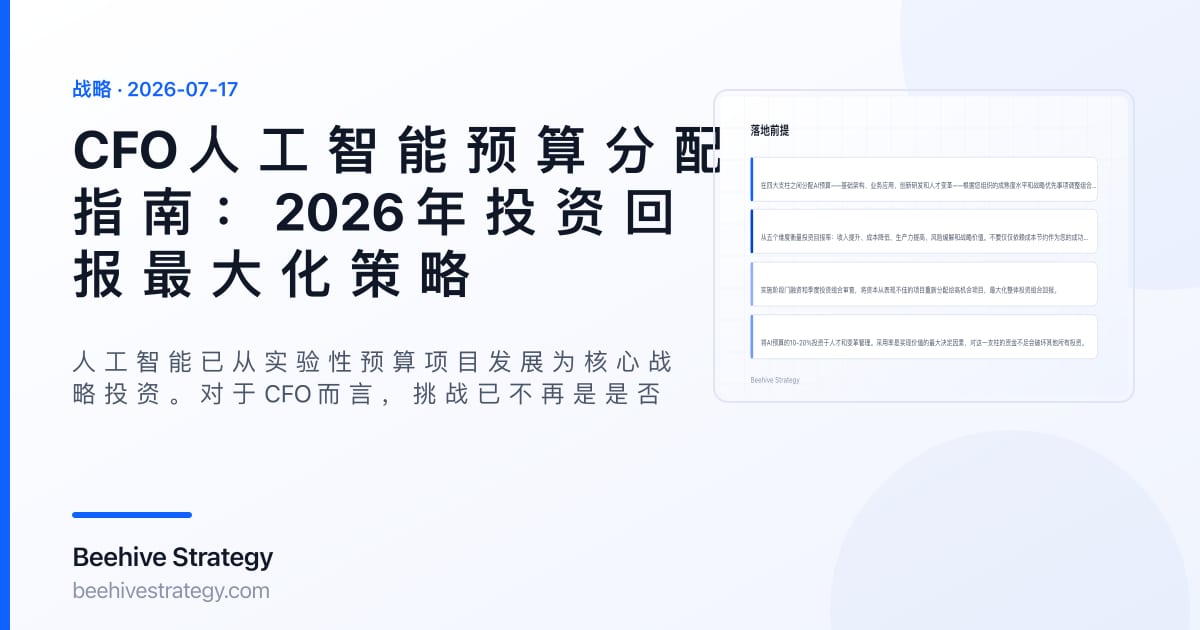 战略 · 2026-07-17
CFO人工智能预算分配
指南：2026年投资回
报最大化策略
人工智能已从实验性预算项目发展为核心战
略投资。对于CFO而言，挑战已不再是是否
Beehive Strategy
beehivestrategy.com
落地前提
在四大支柱之间分配AI预算——基础架构、业务应用、创新研发和人才变革——根据您组织的成熟度水平和战略优先事项调整组合...
从五个维度衡量投资回报率：收入提升、成本降低、生产力提高、风险缓解和战略价值。不要仅仅依赖成本节约作为您的成功...
实施阶段门融资和季度投资组合审查，将资本从表现不佳的项目重新分配给高机会项目，最大化整体投资组合回报。
将AI预算的10-20%投资于人才和变革管理。采用率是实现价值的最大决定因素，对这一支柱的资金不足会破坏其他所有投资。
Beehive Strategy